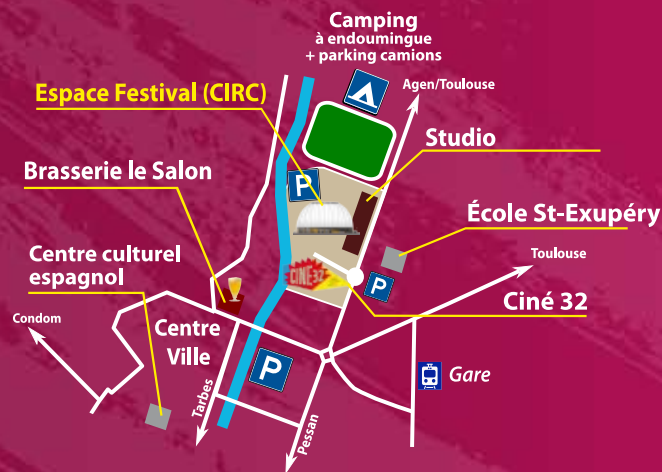 Camping
à endoumingue
+ parking camions
Agen/Toulouse
Espace Festival (CIRC)
Studio
Brasserie le Salon
P
École St-Exupéry
Centre culturel
espagnol
Toulouse
CINÉ 32
P
Ciné 32
Condom
Centre
Ville
P
Gare
Tarbes
Pessan